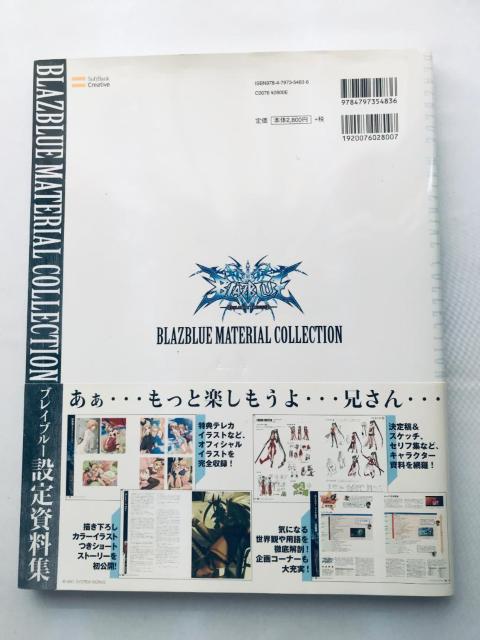 SoftBank
Creative
ISBN978-4-7973-5483-6
C0076 ¥2800E
定価 本体2,800円 +税
9784797354836
1920076028007
BLAZBLUE MATERIAL COLLECTION
BLAZBLUE
BLAZBLUE MATERIAL COLLECTION
ブレイブルー設定資料集
あぁ・・・もっと楽しもうよ・・・兄さん・・・
特典テレカ
イラストなど、
オフィシャル
イラストを
完全収録！
決定稿＆
スケッチ、
セリフ集など、
キャラクター
資料を網羅！
描き下ろし
カラーイラスト
つきショート
ストーリーを
初公開！
気になる
世界観や用語を
徹底解剖！
企画コーナーも
大充実！
© ARC SYSTEM WORKS